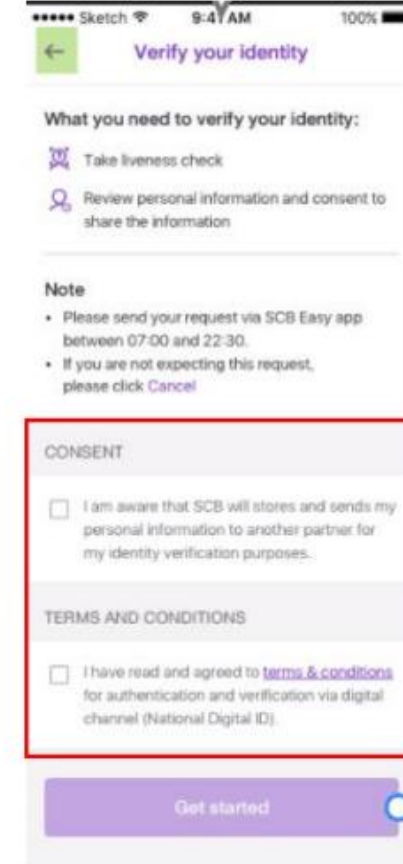 Sketch 9:41 AM 100%
Verify your identity
What you need to verify your identity:
Take liveness check
Review personal information and consent to
share the information
Note
• Please send your request via SCB Easy app
between 07:00 and 22:30.
• If you are not expecting this request,
please click Cancel
CONSENT
I am aware that SCB will stores and sends my
personal information to another partner for
my identity verification purposes.
TERMS AND CONDITIONS
I have read and agreed to terms & conditions
for authentication and verification via digital
channel (National Digital ID).
Get started